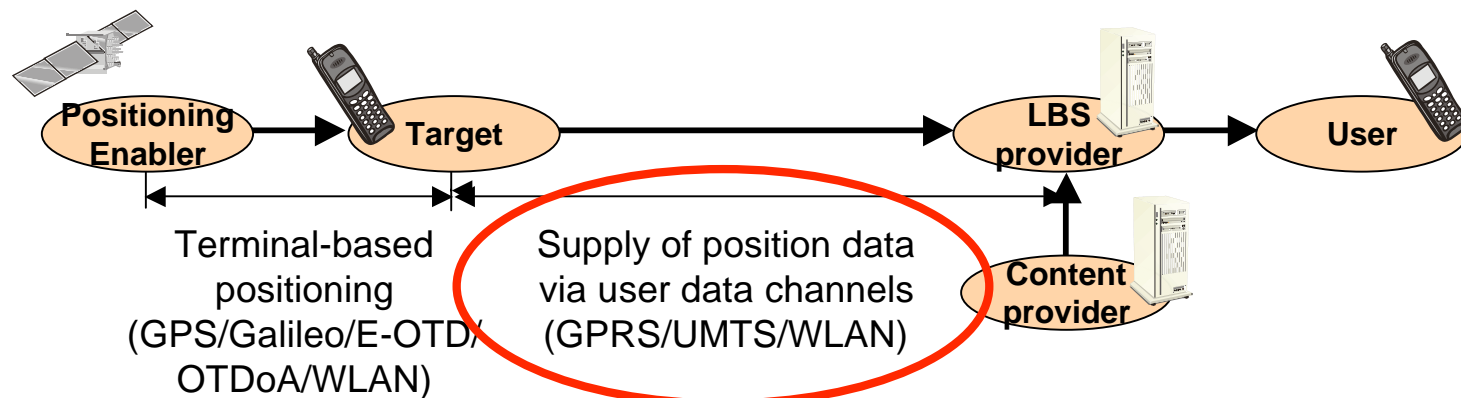 Positioning
Enabler
Target
LBS
provider
User
Terminal-based
positioning
(GPS/Galileo/E-OTD/
OTDoA/WLAN)
Supply of position data
via user data channels
(GPRS/UMTS/WLAN)
Content
provider